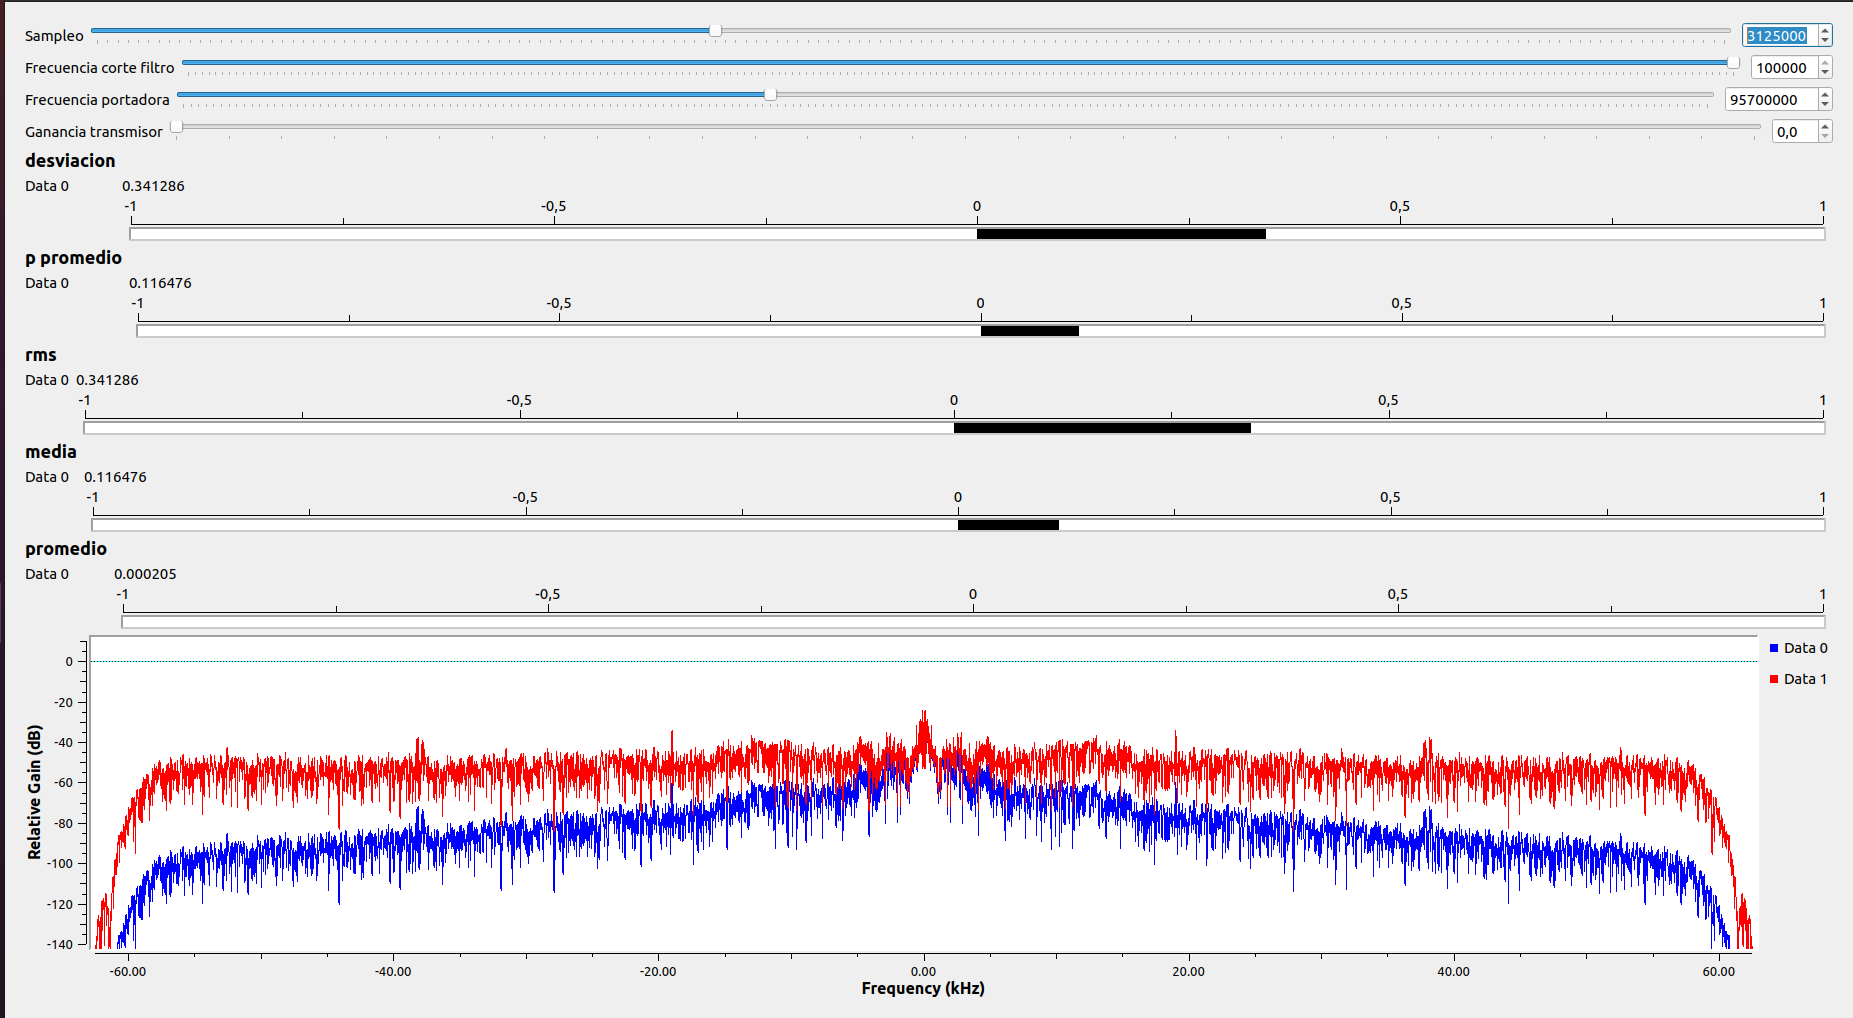 Sampleo 3125000
Frecuencia corte filtro 100000
Frecuencia portadora 95700000
Ganancia transmisor 0,0
desviacion
Data 0 0.341286
-1 -0,5 0 0,5 1
p promedio
Data 0 0.116476
-1 -0,5 0 0,5 1
rms
Data 0 0.341286
-1 -0,5 0 0,5 1
media
Data 0 0.116476
-1 -0,5 0 0,5 1
promedio
Data 0 0.000205
-1 -0,5 0 0,5 1
Data 0
Data 1
Relative Gain (dB)
0
-20
-40
-60
-80
-100
-120
-140
-60.00 -40.00 -20.00 0.00 20.00 40.00 60.00
Frequency (kHz)